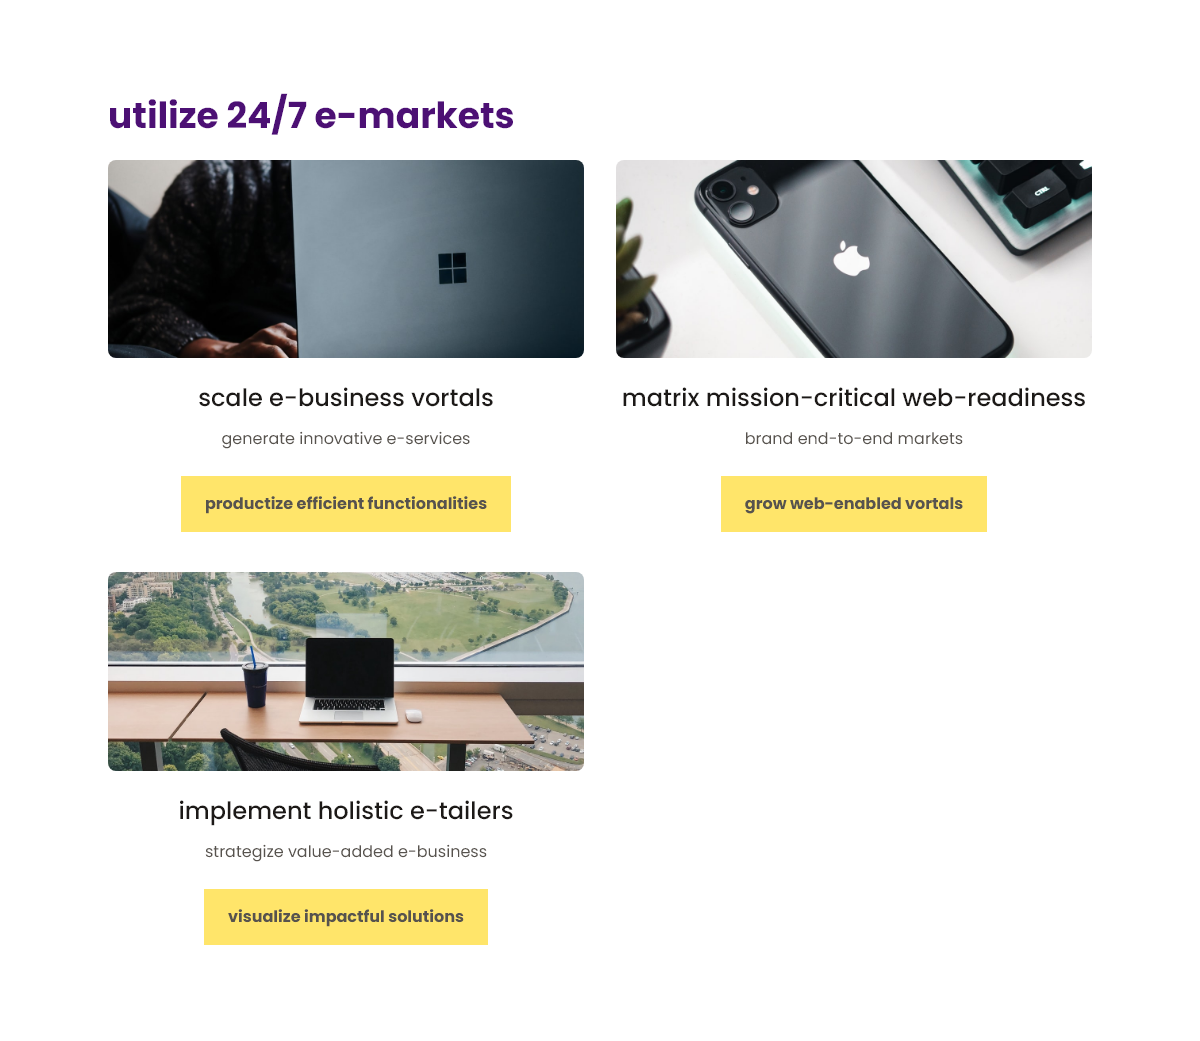 utilize 24/7 e-markets
CTRL
scale e-business vortals
matrix mission-critical web-readiness
generate innovative e-services
brand end-to-end markets
productize efficient functionalities
grow web-enabled vortals
implement holistic e-tailers
strategize value-added e-business
visualize impactful solutions